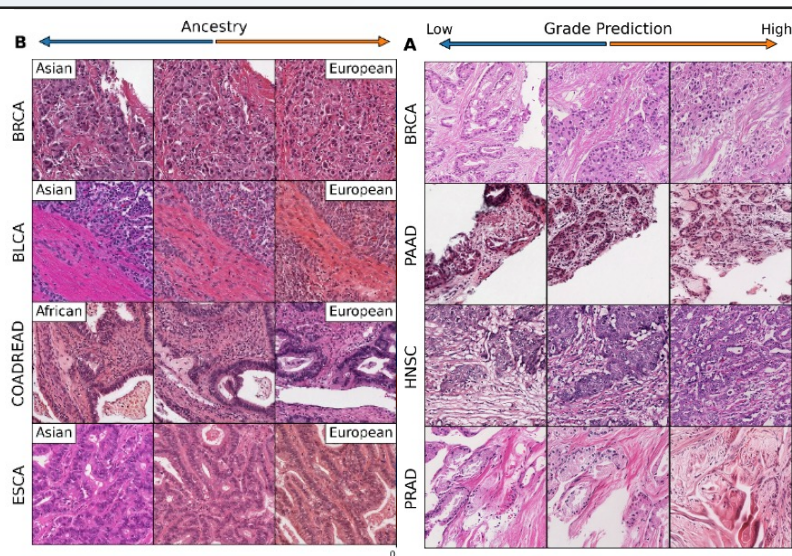 B
Ancestry
Asian
European
BRCA
Asian
European
BLCA
African
European
COADREAD
Asian
European
ESCA
0
A
Low
Grade Prediction
High
BRCA
PAAD
HNSC
PRAD